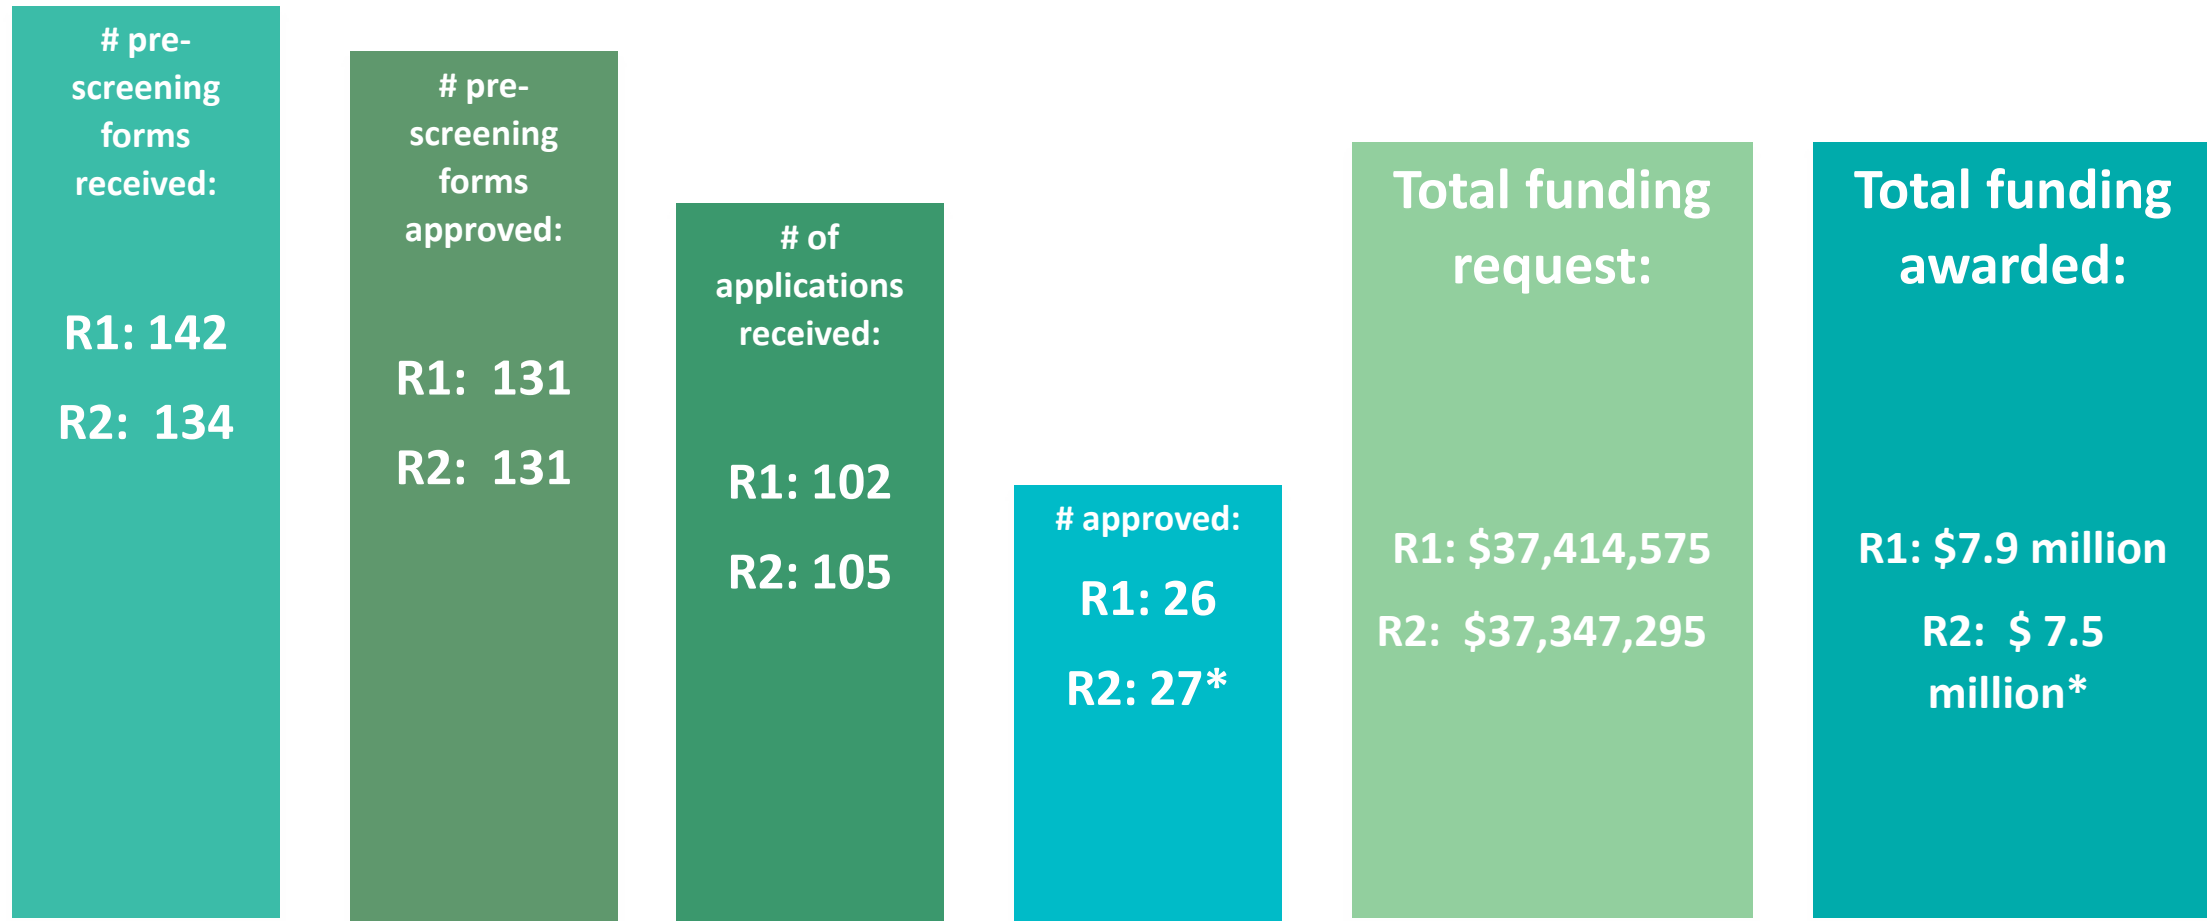 # pre-
screening
forms
received:
R1: 142
R2:  134
# pre-
screening
forms
approved:
R1:  131
R2:  131
# of
applications
received:
R1: 102
R2: 105
# approved:
R1: 26
R2: 27*
Total funding
request:
R1: $37,414,575
R2:  $37,347,295
Total funding
awarded:
R1: $7.9 million
R2:  $ 7.5
million*